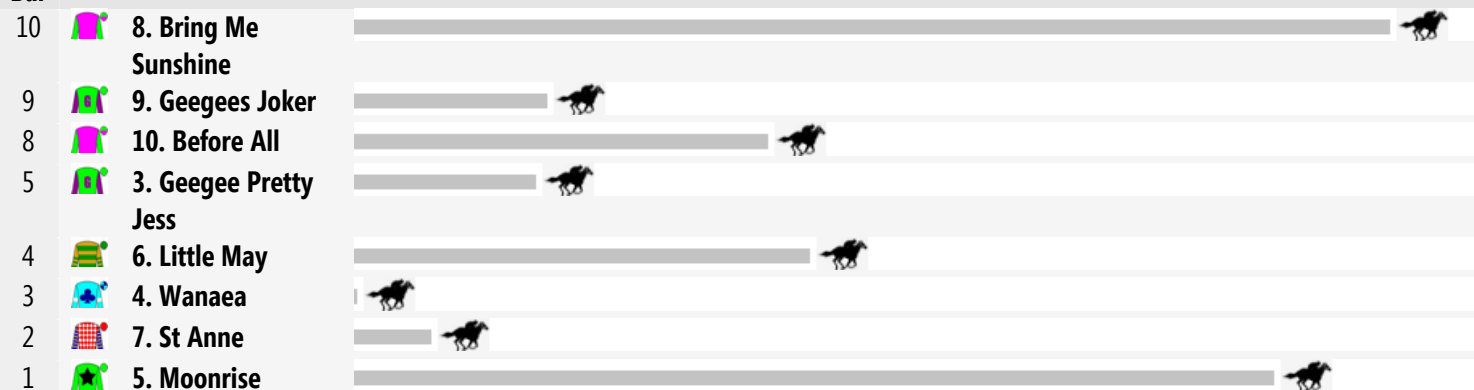 10 8. Bring Me
Sunshine
9 G 9. Geegees Joker
8 10. Before All
5 G 3. Geegee Pretty
Jess
4 6. Little May
3 4. Wanaea
2 7. St Anne
1 5. Moonrise